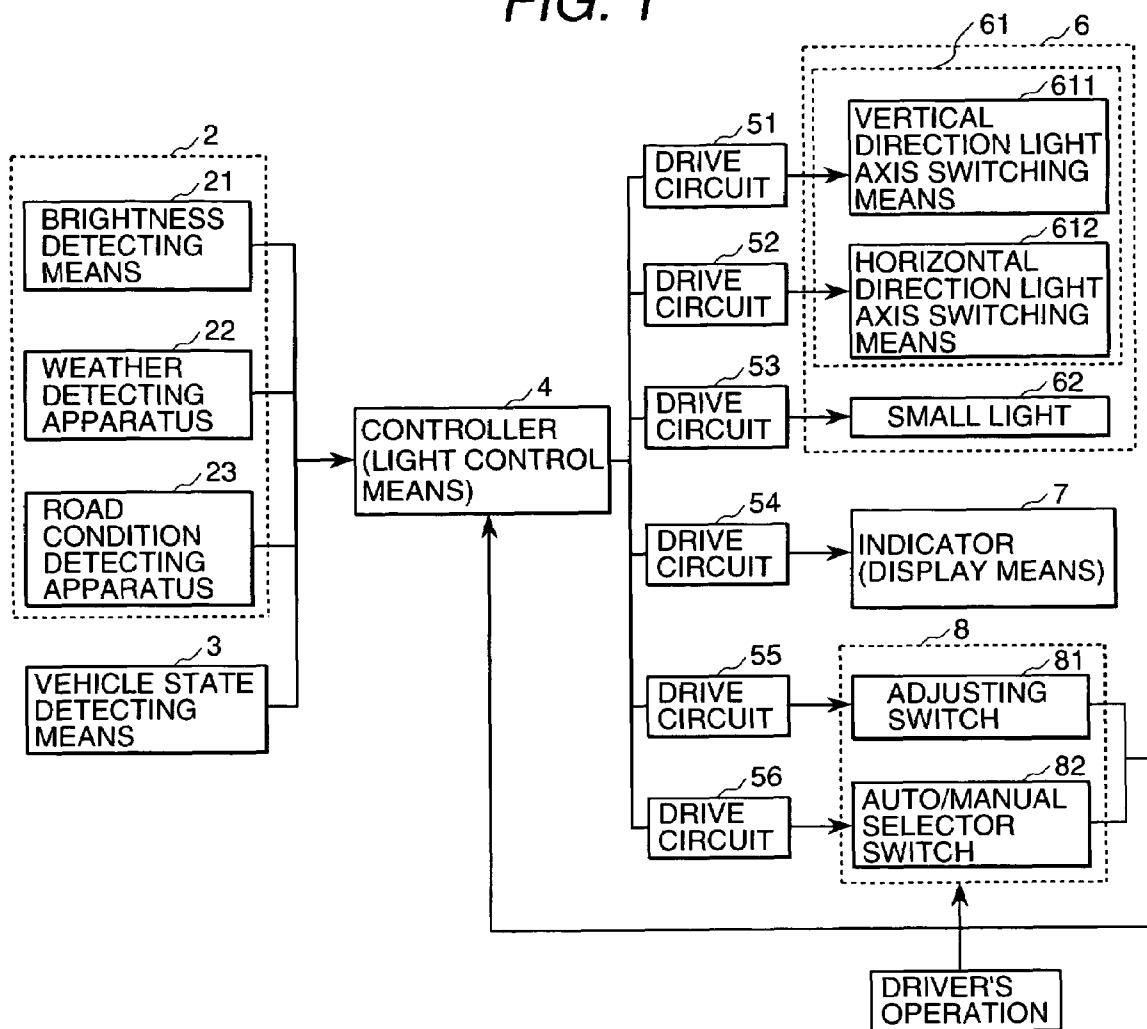 FIG. 1
61
6
611
VERTICAL
DIRECTION LIGHT
AXIS SWITCHING
MEANS
612
HORIZONTAL
DIRECTION LIGHT
AXIS SWITCHING
MEANS
62
SMALL LIGHT
2
21
BRIGHTNESS
DETECTING
MEANS
22
WEATHER
DETECTING
APPARATUS
23
ROAD
CONDITION
DETECTING
APPARATUS
3
VEHICLE STATE
DETECTING
MEANS
4
CONTROLLER
(LIGHT CONTROL
MEANS)
51
DRIVE
CIRCUIT
52
DRIVE
CIRCUIT
53
DRIVE
CIRCUIT
54
DRIVE
CIRCUIT
55
DRIVE
CIRCUIT
56
DRIVE
CIRCUIT
7
INDICATOR
(DISPLAY MEANS)
8
81
ADJUSTING
SWITCH
82
AUTO/MANUAL
SELECTOR
SWITCH
DRIVER'S
OPERATION